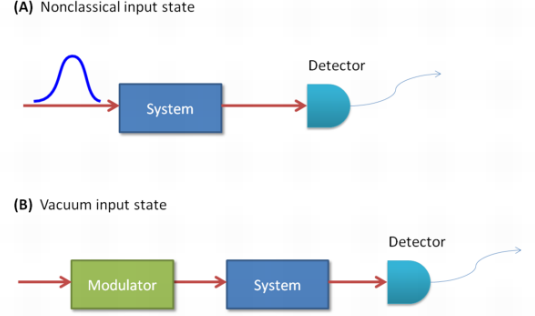 (A) Nonclassical input state
Detector
System
(B) Vacuum input state
Detector
Modulator
System